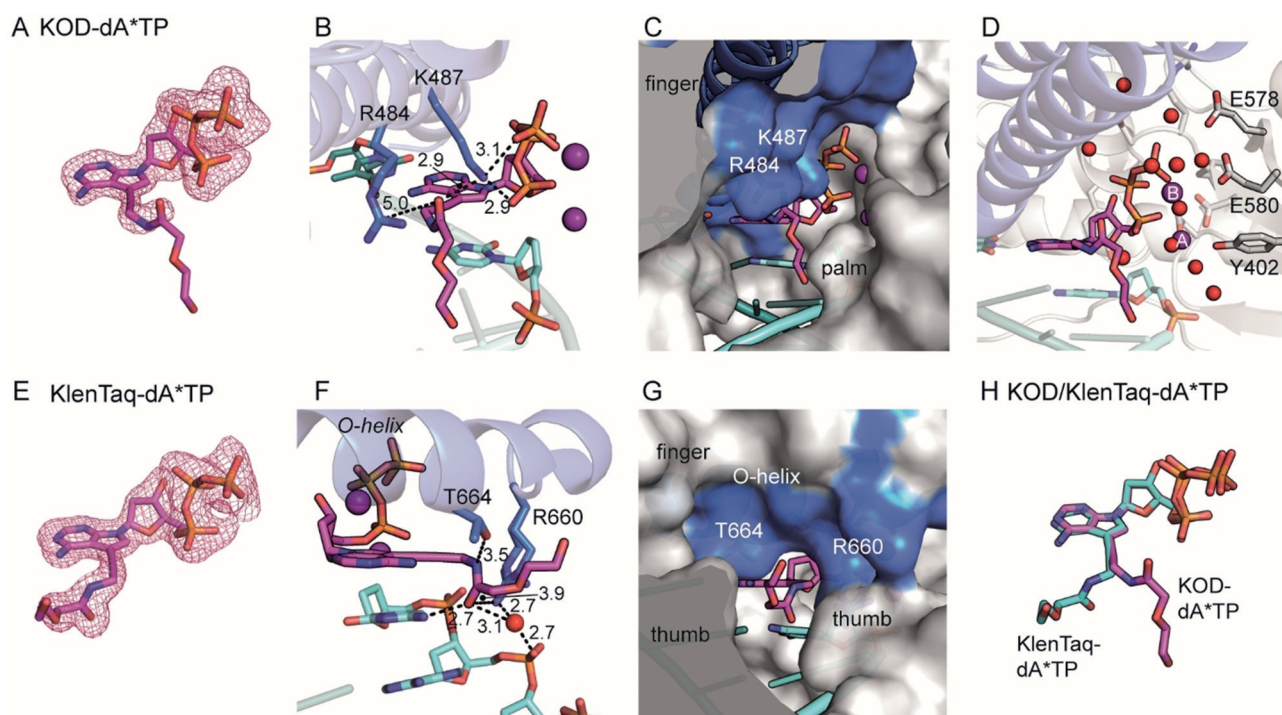 A KOD-dA*TP
B
K487
R484
2.9
3.1
5.0
2.9
C
finger
K487
R484
palm
D
E578
B
E580
A
Y402
E KlenTaq-dA*TP
F
O-helix
T664
R660
3.5
3.9
2.7
2.7
3.1
2.7
G
finger
O-helix
T664
R660
thumb
thumb
H KOD/KlenTaq-dA*TP
KOD-
dA*TP
KlenTaq-
dA*TP